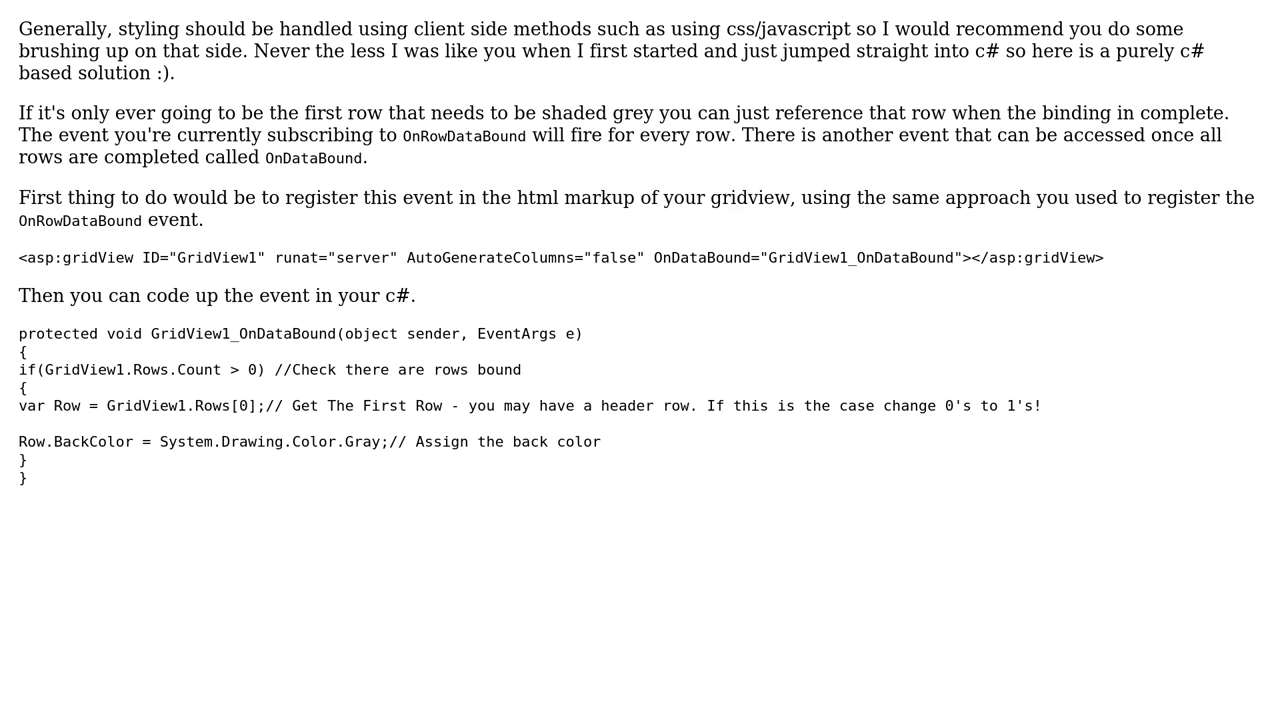 Generally, styling should be handled using client side methods such as using css/javascript so I would recommend you do some
brushing up on that side. Never the less I was like you when I first started and just jumped straight into c# so here is a purely c#
based solution :).
If it's only ever going to be the first row that needs to be shaded grey you can just reference that row when the binding in complete.
The event you're currently subscribing to OnRowDataBound will fire for every row. There is another event that can be accessed once all
rows are completed called OnDataBound.
First thing to do would be to register this event in the html markup of your gridview, using the same approach you used to register the
OnRowDataBound event.
<asp:gridView ID="GridView1" runat="server" AutoGenerateColumns="false" OnDataBound="GridView1_OnDataBound"></asp:gridView>
Then you can code up the event in your c#.
protected void GridView1_OnDataBound(object sender, EventArgs e)
{
if(GridView1.Rows.Count > 0) //Check there are rows bound
{
var Row = GridView1.Rows[0];// Get The First Row - you may have a header row. If this is the case change 0's to 1's!
Row.BackColor = System.Drawing.Color.Gray;// Assign the back color
}
}